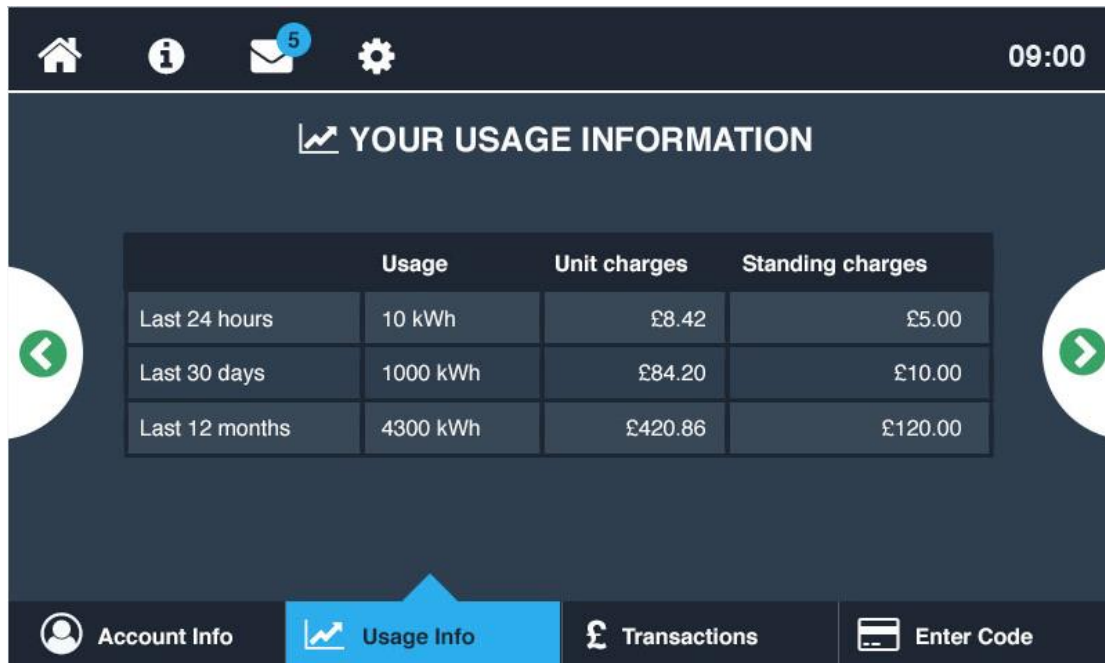 5
09:00
YOUR USAGE INFORMATION
Usage Unit charges Standing charges
Last 24 hours 10 kWh £8.42 £5.00
Last 30 days 1000 kWh £84.20 £10.00
Last 12 months 4300 kWh £420.86 £120.00
Account Info Usage Info £ Transactions Enter Code